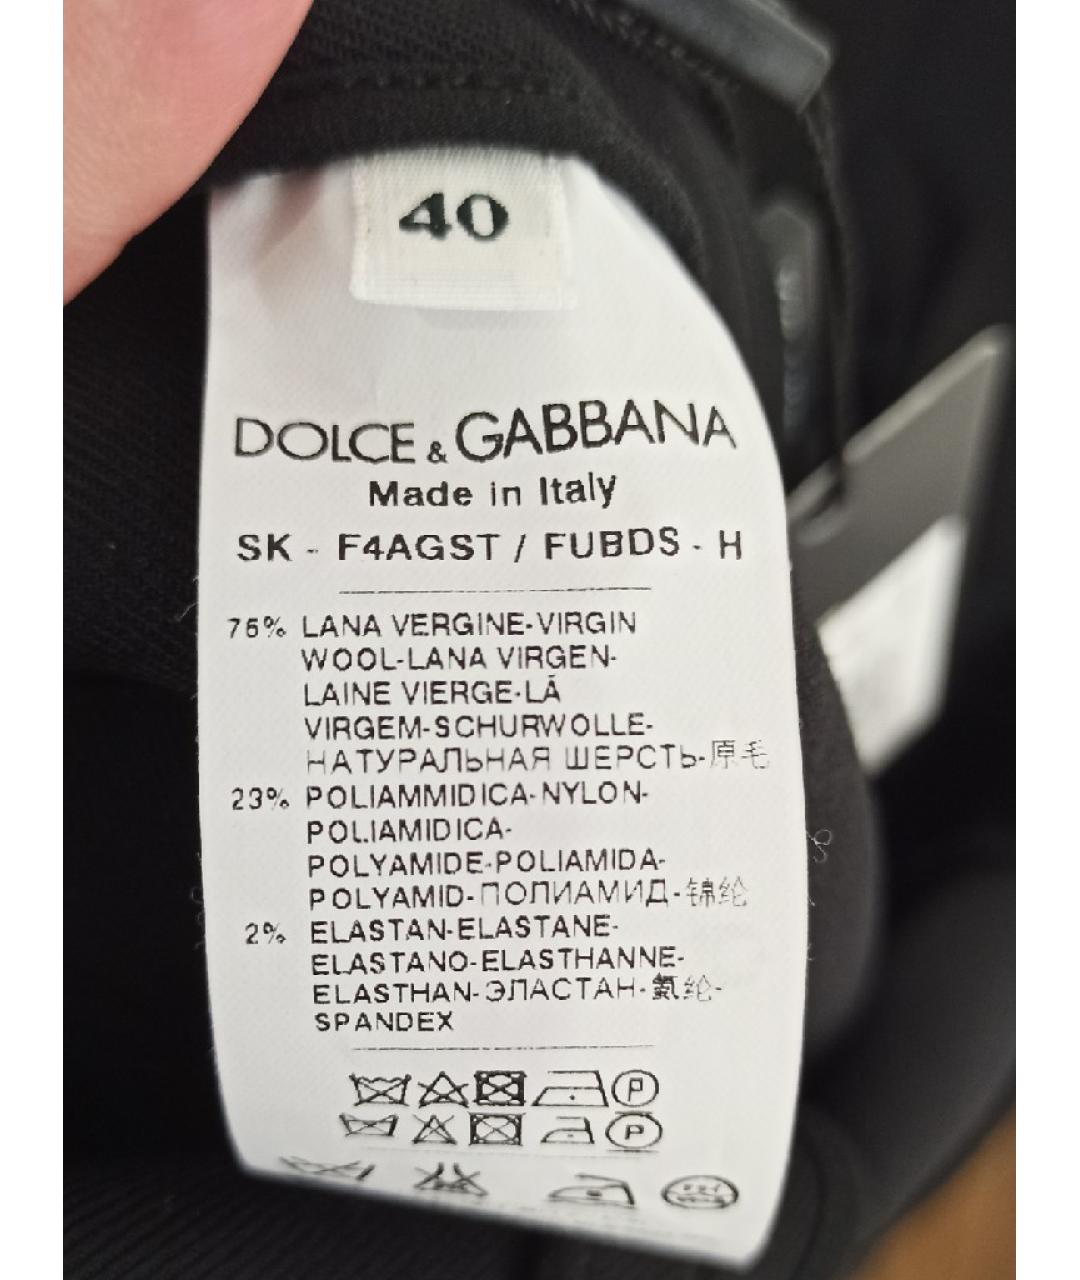 40
DOLCE & GABBANA
Made in Italy
SK - F4AGST / FUBDS - H
76% LANA VERGINE-VIRGIN
WOOL-LANA VIRGEN-
LAINE VIERGE-LÃ
VIRGEM-SCHURWOLLE-
НАТУРАЛЬНАЯ ШЕРСТЬ-原毛
23% POLIAMMIDICA-NYLON-
POLIAMIDICA-
POLYAMIDE-POLIAMIDA-
POLYAMID-ПОЛИАМИД-锦纶
2% ELASTAN-ELASTANE-
ELASTANO-ELASTHANNE-
ELASTHAN-ЭЛАСТАН-氨纶-
SPANDEX
P
P